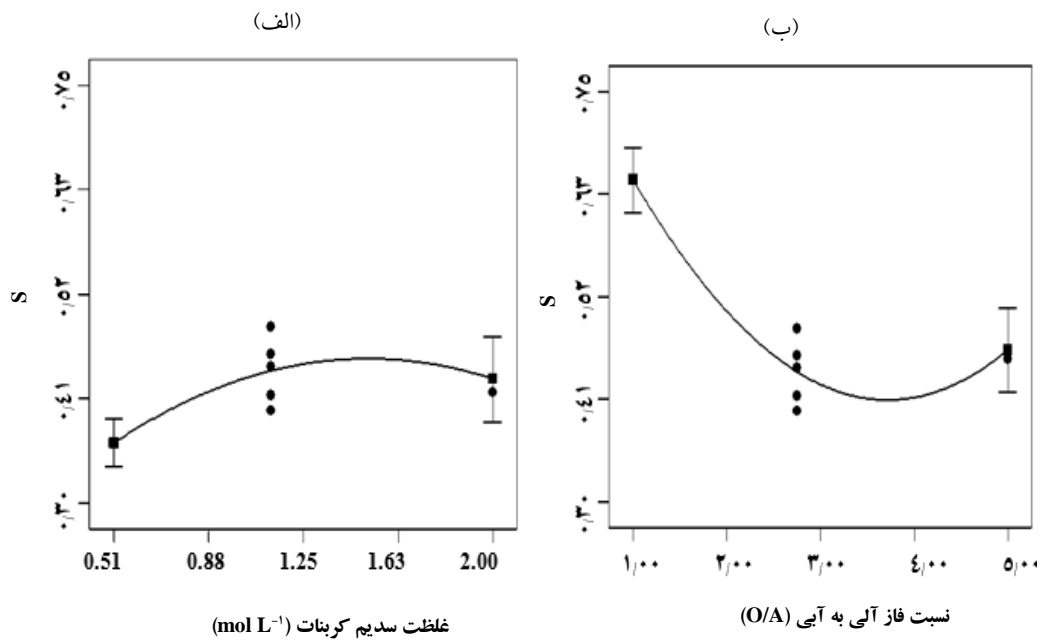 (الف)
(ب)
S
۰/۷۵
۰/۶۳
۰/۵۲
۰/٤۱
۰/۳۰
0.51 0.88 1.25 1.63 2.00
غلظت سدیم کربنات (mol L⁻¹)
S
۰/۷۵
۰/۶۳
۰/۵۲
۰/٤۱
۰/۳۰
۱/۰۰ ۲/۰۰ ۳/۰۰ ٤/۰۰ ۵/۰۰
نسبت فاز آلی به آبی (O/A)